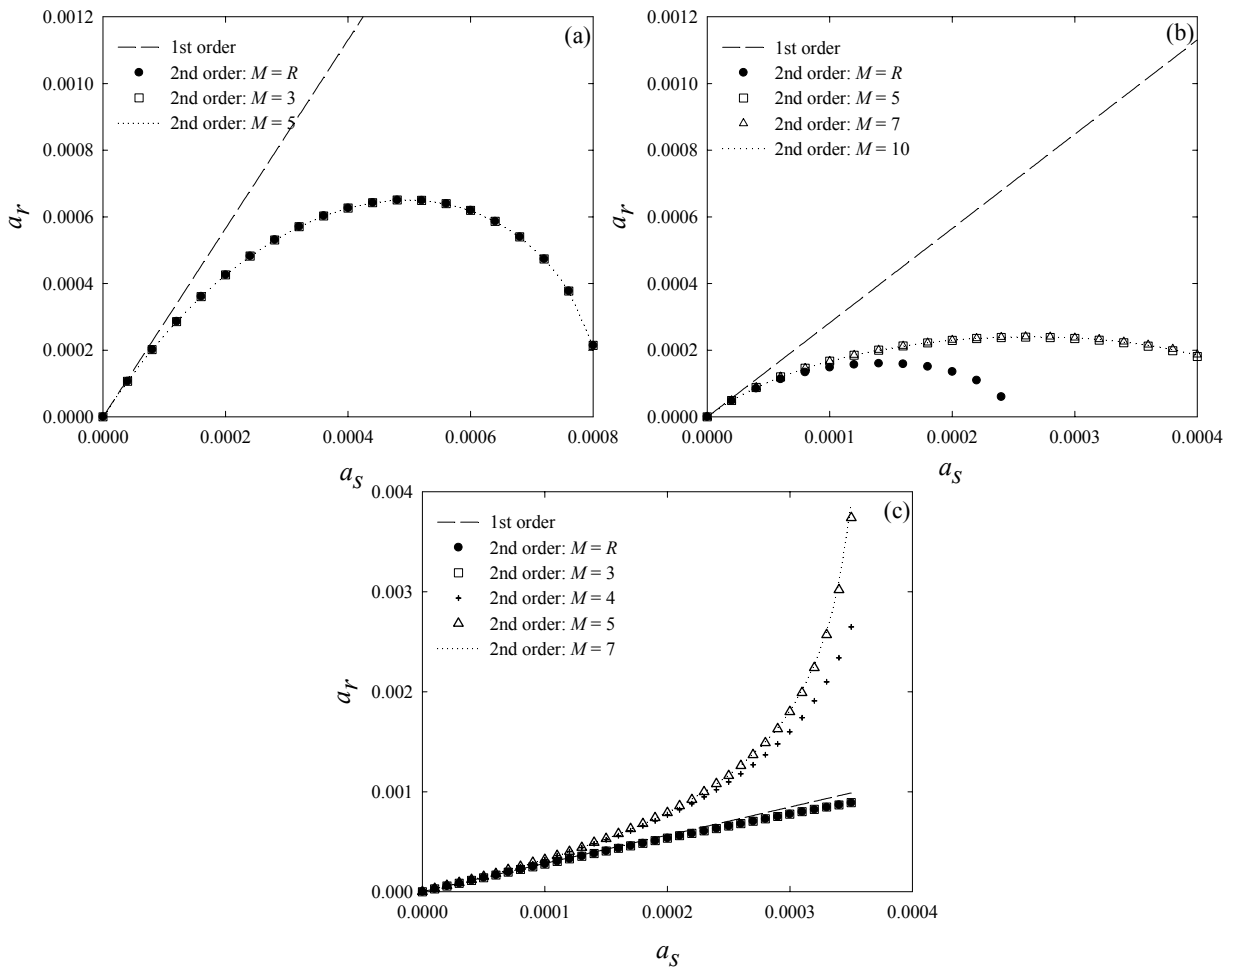 (a)
1st order
2nd order: M = R
2nd order: M = 3
2nd order: M = 5
0.0012
0.0010
0.0008
0.0006
0.0004
0.0002
0.0000
a_r
0.0000 0.0002 0.0004 0.0006 0.0008
a_s
(b)
1st order
2nd order: M = R
2nd order: M = 5
2nd order: M = 7
2nd order: M = 10
0.0012
0.0010
0.0008
0.0006
0.0004
0.0002
0.0000
a_r
0.0000 0.0001 0.0002 0.0003 0.0004
a_s
(c)
1st order
2nd order: M = R
2nd order: M = 3
2nd order: M = 4
2nd order: M = 5
2nd order: M = 7
0.004
0.003
0.002
0.001
0.000
a_r
0.0000 0.0001 0.0002 0.0003 0.0004
a_s